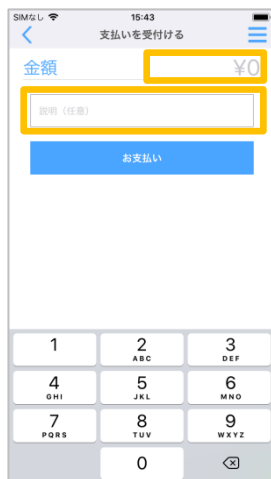 SIMなし 15:43
支払いを受付ける
金額 ¥0
説明（任意）
お支払い
1 2 3
ABC DEF
4 5 6
GHI JKL MNO
7 8 9
PQRS TUV WXYZ
0